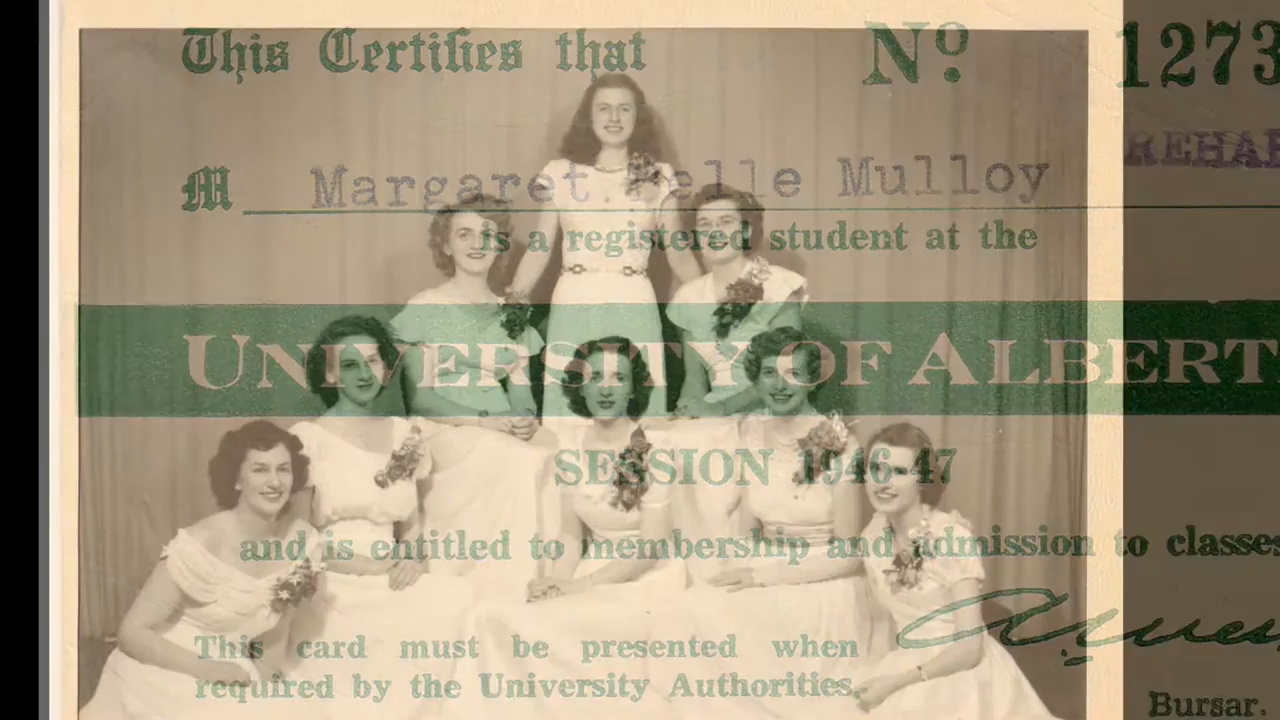 This Certifies that Nº 1273
REHA
M Margaret Belle Mulloy
is a registered student at the
UNIVERSITY OF ALBERT
SESSION 1946-47
and is entitled to membership and admission to classes
This card must be presented when
required by the University Authorities.
Bursar.